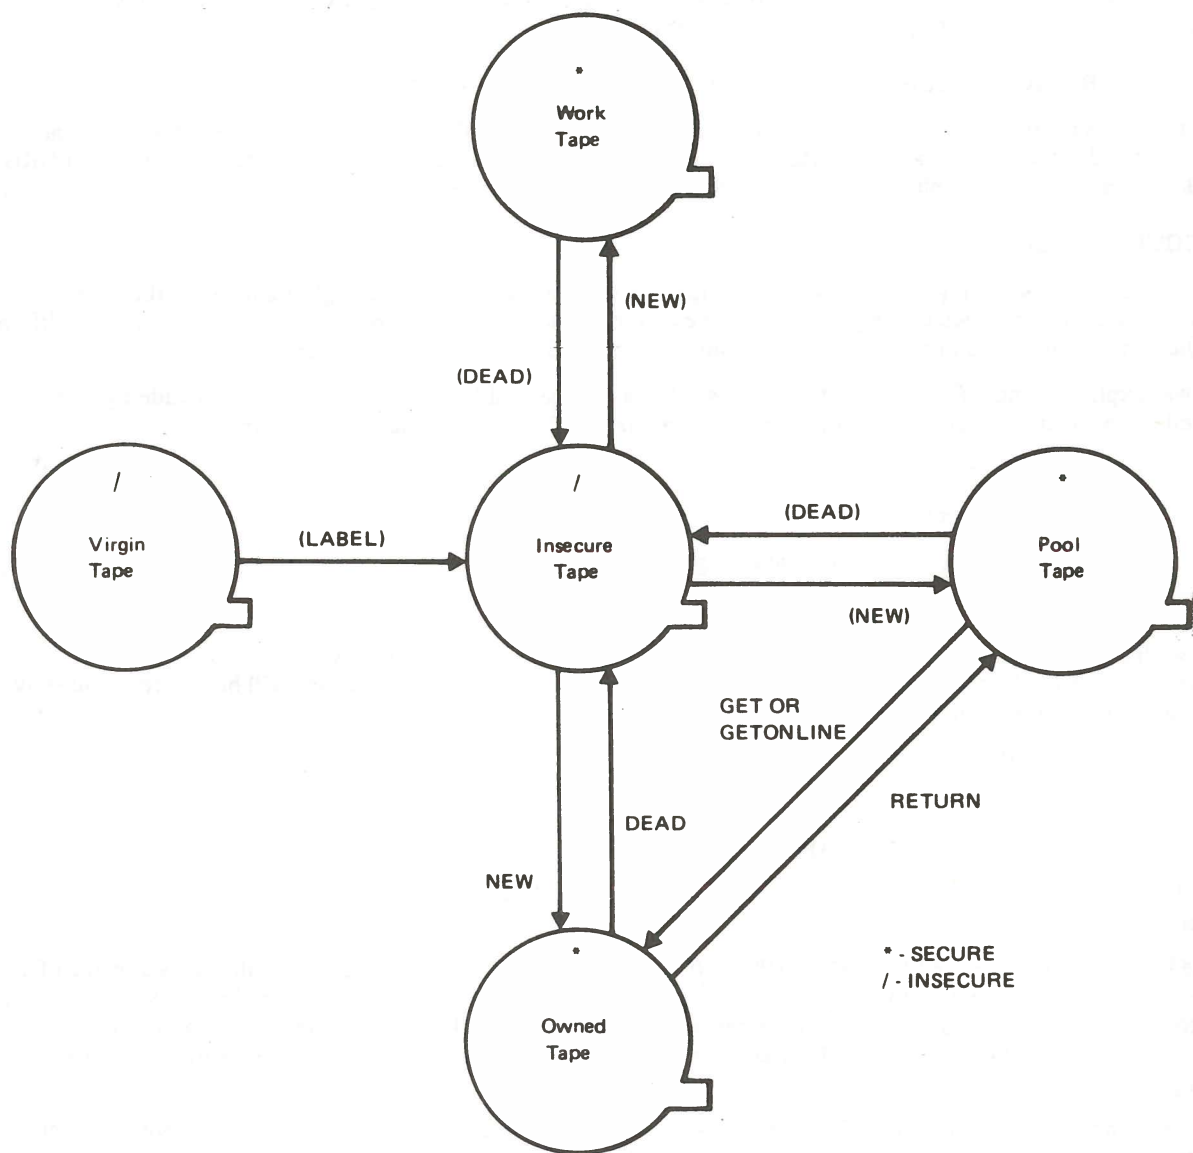 *
Work
Tape
(NEW)
(DEAD)
/
Virgin
Tape
(LABEL)
/
Insecure
Tape
(DEAD)
(NEW)
*
Pool
Tape
GET OR
GETONLINE
RETURN
DEAD
NEW
*
Owned
Tape
* - SECURE
/ - INSECURE